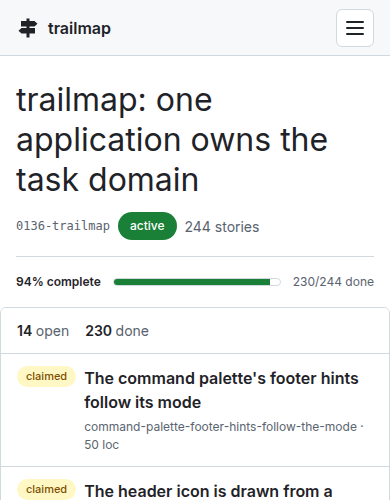 trailmap
trailmap: one
application owns the
task domain
0136-trailmap active 244 stories
94% complete 230/244 done
14 open 230 done
claimed The command palette's footer hints
follow its mode
command-palette-footer-hints-follow-the-mode ·
50 loc
claimed The header icon is drawn from a